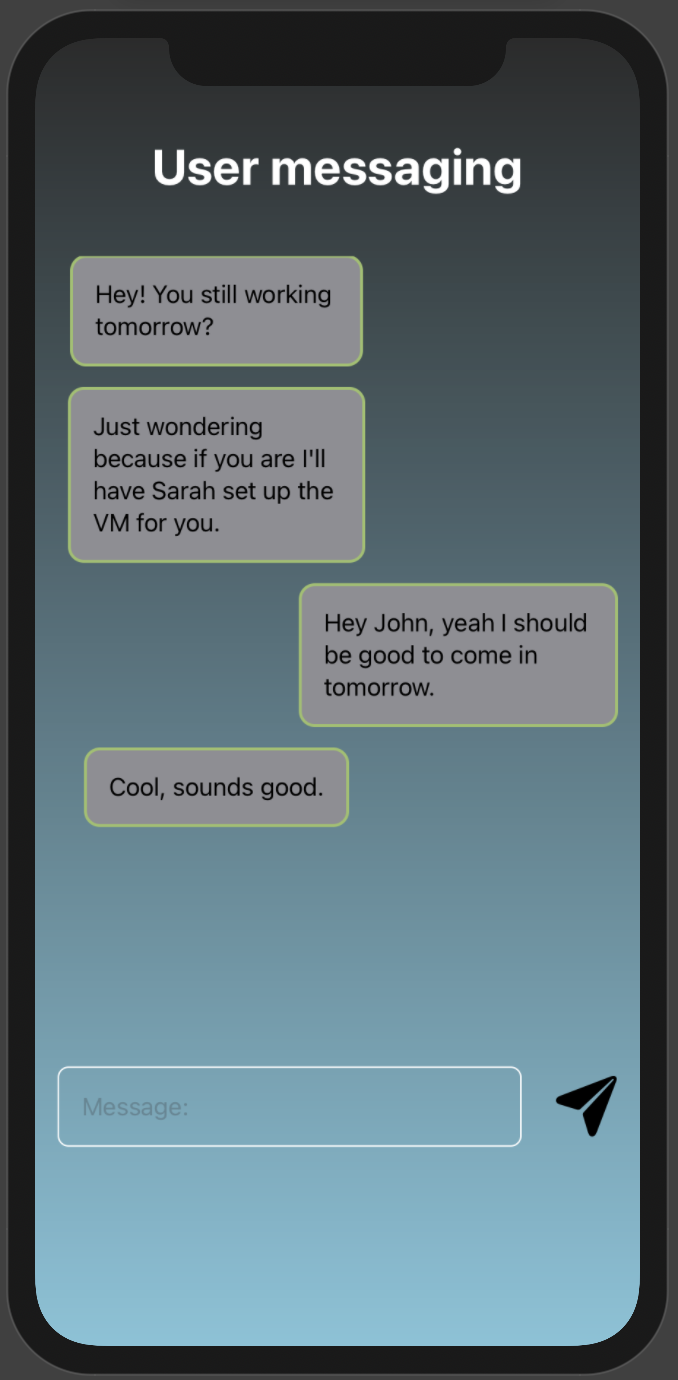 User messaging
Hey! You still working
tomorrow?
Just wondering
because if you are I'll
have Sarah set up the
VM for you.
Hey John, yeah I should
be good to come in
tomorrow.
Cool, sounds good.
Message: